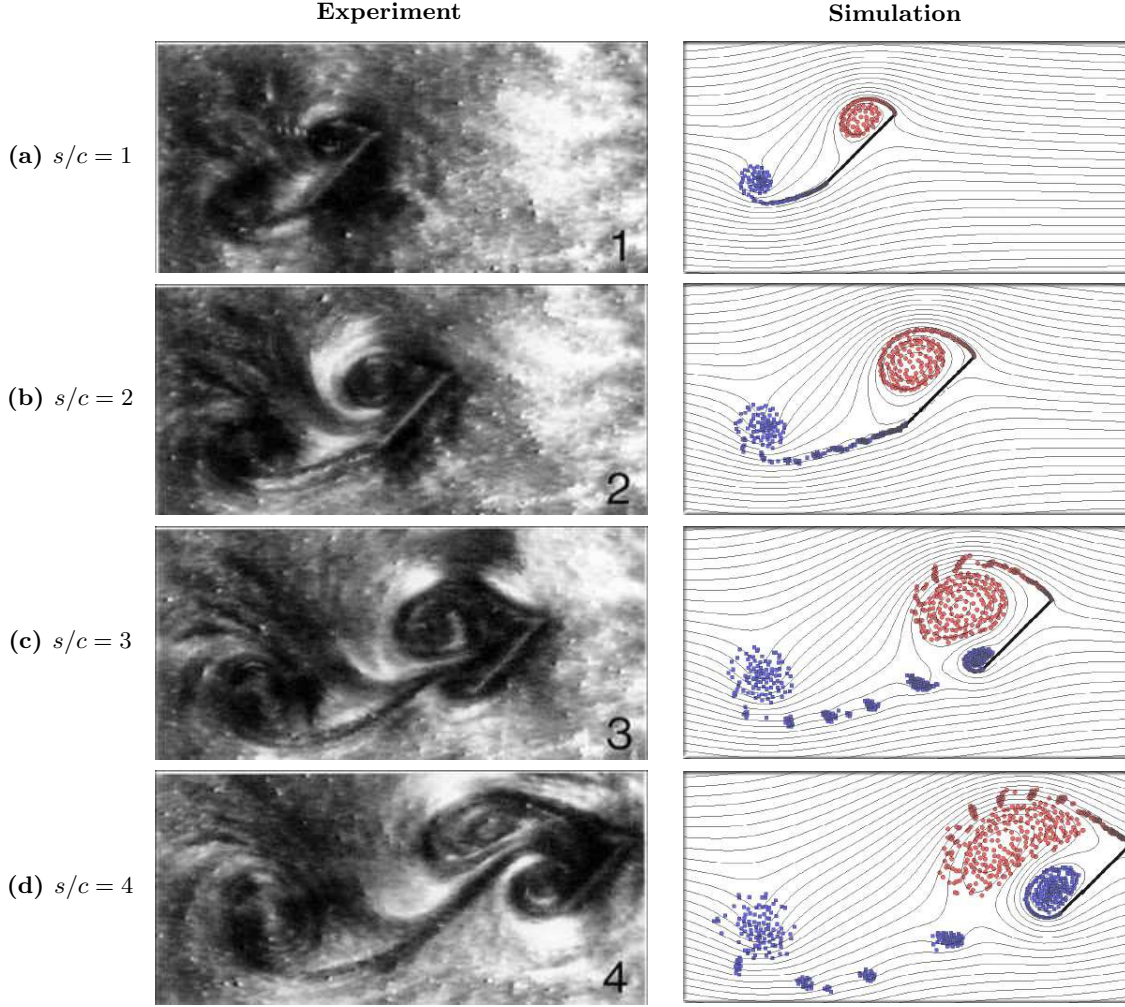 Experiment Simulation
(a) s/c = 1
1
(b) s/c = 2
2
(c) s/c = 3
3
(d) s/c = 4
4